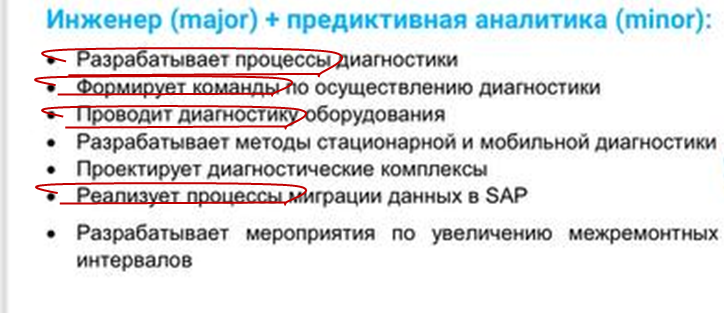 Инженер (major) + предиктивная аналитика (minor):
• Разрабатывает процессы диагностики
• Формирует команды по осуществлению диагностики
• Проводит диагностику оборудования
• Разрабатывает методы стационарной и мобильной диагностики
• Проектирует диагностические комплексы
• Реализует процессы миграции данных в SAP
• Разрабатывает мероприятия по увеличению межремонтных
интервалов